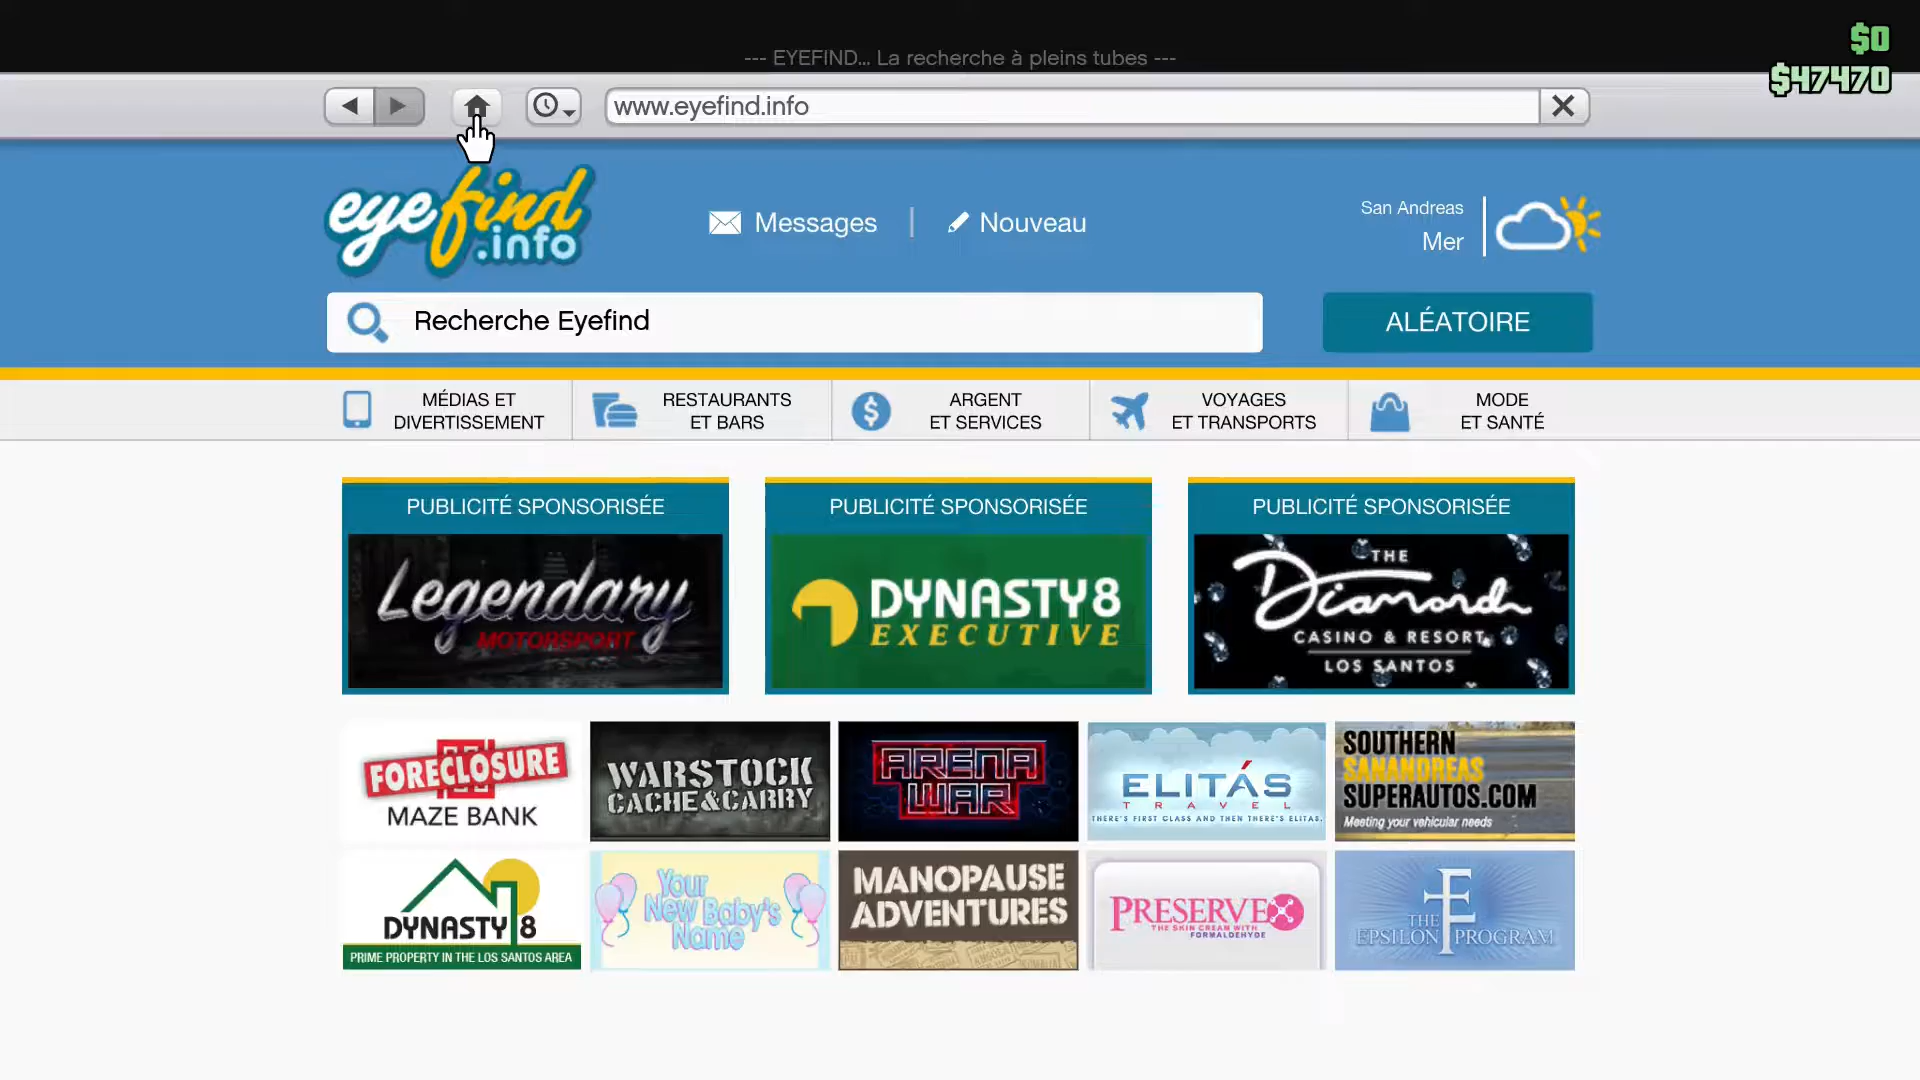 $0
--- EYEFIND... La recherche à pleins tubes ---
$47470
www.eyefind.info
eyefind
.info
Messages
Nouveau
San Andreas
Mer
Recherche Eyefind
ALÉATOIRE
MÉDIAS ET
DIVERTISSEMENT
RESTAURANTS
ET BARS
ARGENT
ET SERVICES
VOYAGES
ET TRANSPORTS
MODE
ET SANTÉ
PUBLICITÉ SPONSORISÉE
Legendary
MOTORSPORT
PUBLICITÉ SPONSORISÉE
DYNASTY 8
EXECUTIVE
PUBLICITÉ SPONSORISÉE
THE
Diamond
CASINO & RESORT
LOS SANTOS
FORECLOSURE
MAZE BANK
WARSTOCK
CACHE&CARRY
ARENA
WAR
ELITÁS
TRAVEL
THERE'S FIRST CLASS AND THEN THERE'S ELITAS.
SOUTHERN
SANANDREAS
SUPERAUTOS.COM
Meeting your vehicular needs
DYNASTY 8
PRIME PROPERTY IN THE LOS SANTOS AREA
Your
New Baby's
Name
MANOPAUSE
ADVENTURES
PRESERVEX
THE SKIN CREAM WITH
FORMALDEHYDE
THE
EPSILON PROGRAM